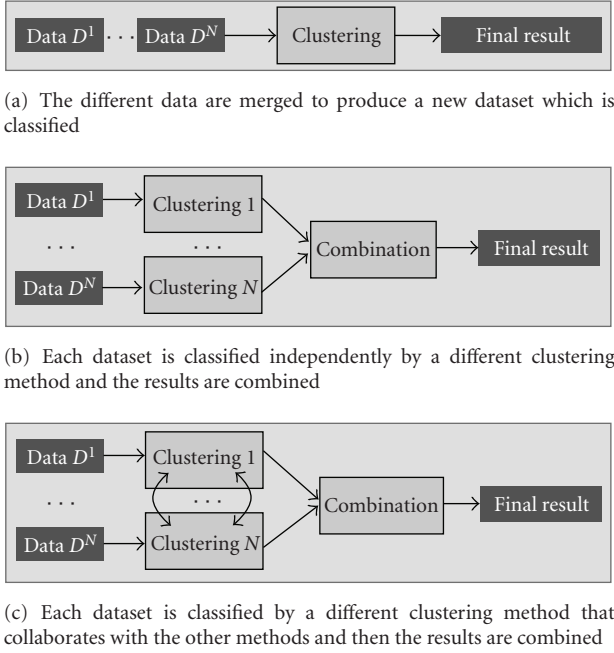 Data D¹ · · · Data Dᴺ Clustering Final result
(a) The different data are merged to produce a new dataset which is
classified
Data D¹ Clustering 1
· · · · · · Combination Final result
Data Dᴺ Clustering N
(b) Each dataset is classified independently by a different clustering
method and the results are combined
Data D¹ Clustering 1
· · · · · · Combination Final result
Data Dᴺ Clustering N
(c) Each dataset is classified by a different clustering method that
collaborates with the other methods and then the results are combined